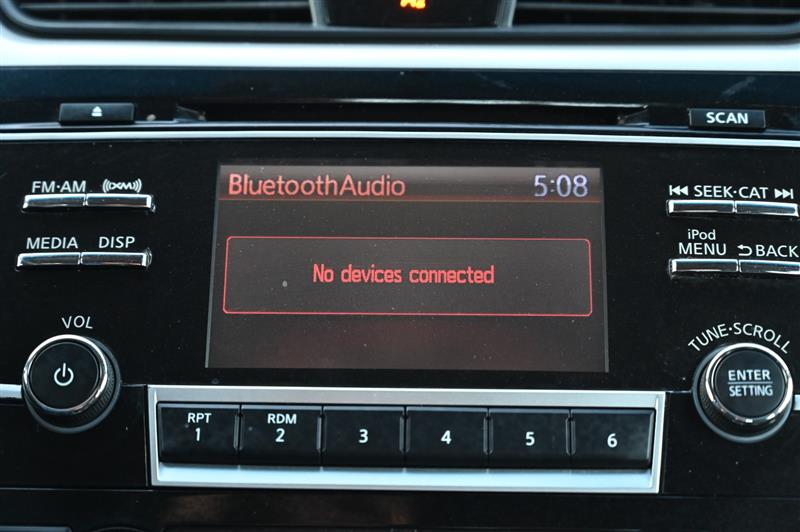 SCAN
FM·AM
XM
MEDIA DISP
VOL
BluetoothAudio 5:08
No devices connected
SEEK·CAT
iPod
MENU
BACK
TUNE·SCROLL
ENTER
SETTING
RPT
1
RDM
2
3
4
5
6